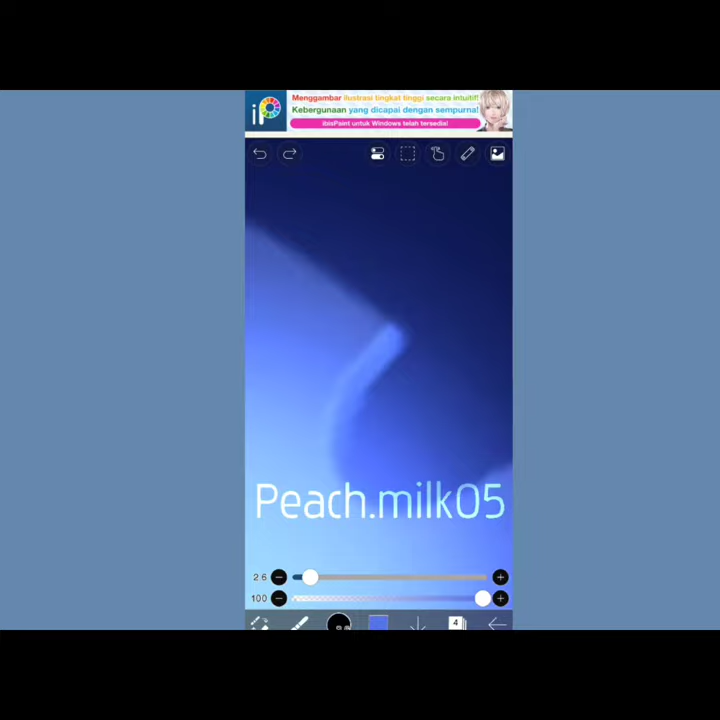 iP
Menggambar ilustrasi tingkat tinggi secara intuitif!
Kebergunaan yang dicapai dengan sempurna!
ibisPaint untuk Windows telah tersedia!
Peach.milk05
2.6
100
4